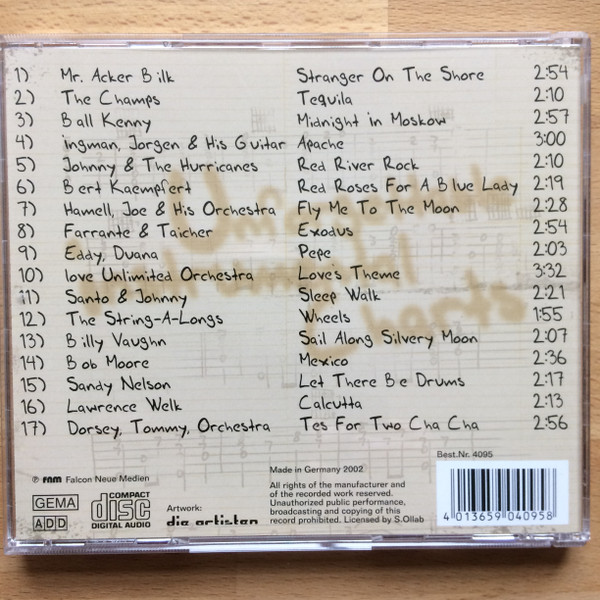 1) Mr. Acker Bilk Stranger On The Shore 2:54
2) The Champs Tequila 2:10
3) Ball Kenny Midnight in Moskow 2:57
4) ingman, Jorgen & His Guitar Apache 3:00
5) Johnny & The Hurricanes Red River Rock 2:10
6) Bert Kaempfert Red Roses For A Blue Lady 2:19
7) Hamell, Joe & His Orchestra Fly Me To The Moon 2:28
8) Farrante & Taicher Exodus 2:54
9) Eddy, Duana Pepe 2:03
10) love Unlimited Orchestra Love's Theme 3:32
11) Santo & Johnny Sleep Walk 2:21
12) The String-A-Longs Wheels 1:55
13) Billy Vaughn Sail Along Silvery Moon 2:07
14) Bob Moore Mexico 2:36
15) Sandy Nelson Let There Be Drums 2:17
16) Lawrence Welk Calcutta 2:13
17) Dorsey, Tommy, Orchestra Tes For Two Cha Cha 2:56
Best.Nr. 4095
℗ fnm Falcon Neue Medien
Made in Germany 2002
GEMA
ADD
COMPACT
disc
DIGITAL AUDIO
Artwork:
die artisten
All rights of the manufacturer and
of the recorded work reserved.
Unauthorized public performance,
broadcasting and copying of this
record prohibited. Licensed by S.Ollab
4 013659 040958